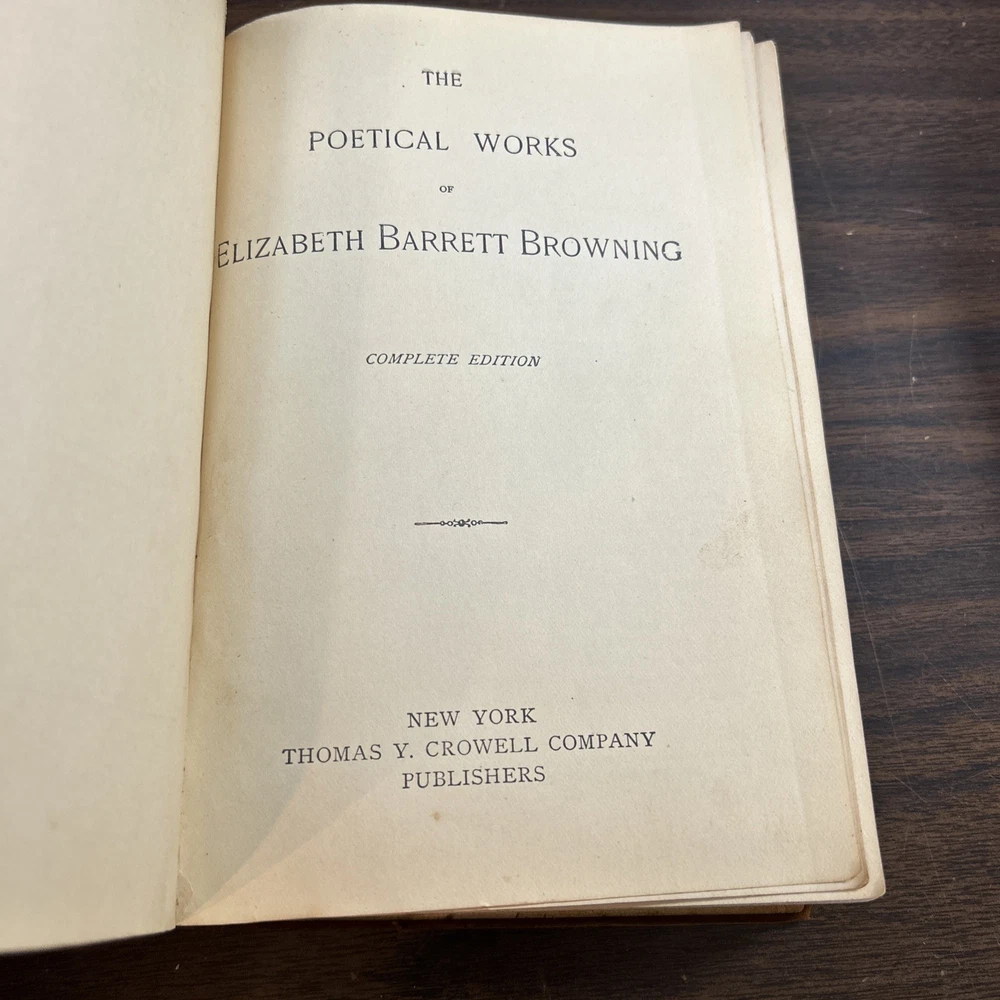 THE
POETICAL WORKS
OF
ELIZABETH BARRETT BROWNING
COMPLETE EDITION
NEW YORK
THOMAS Y. CROWELL COMPANY
PUBLISHERS